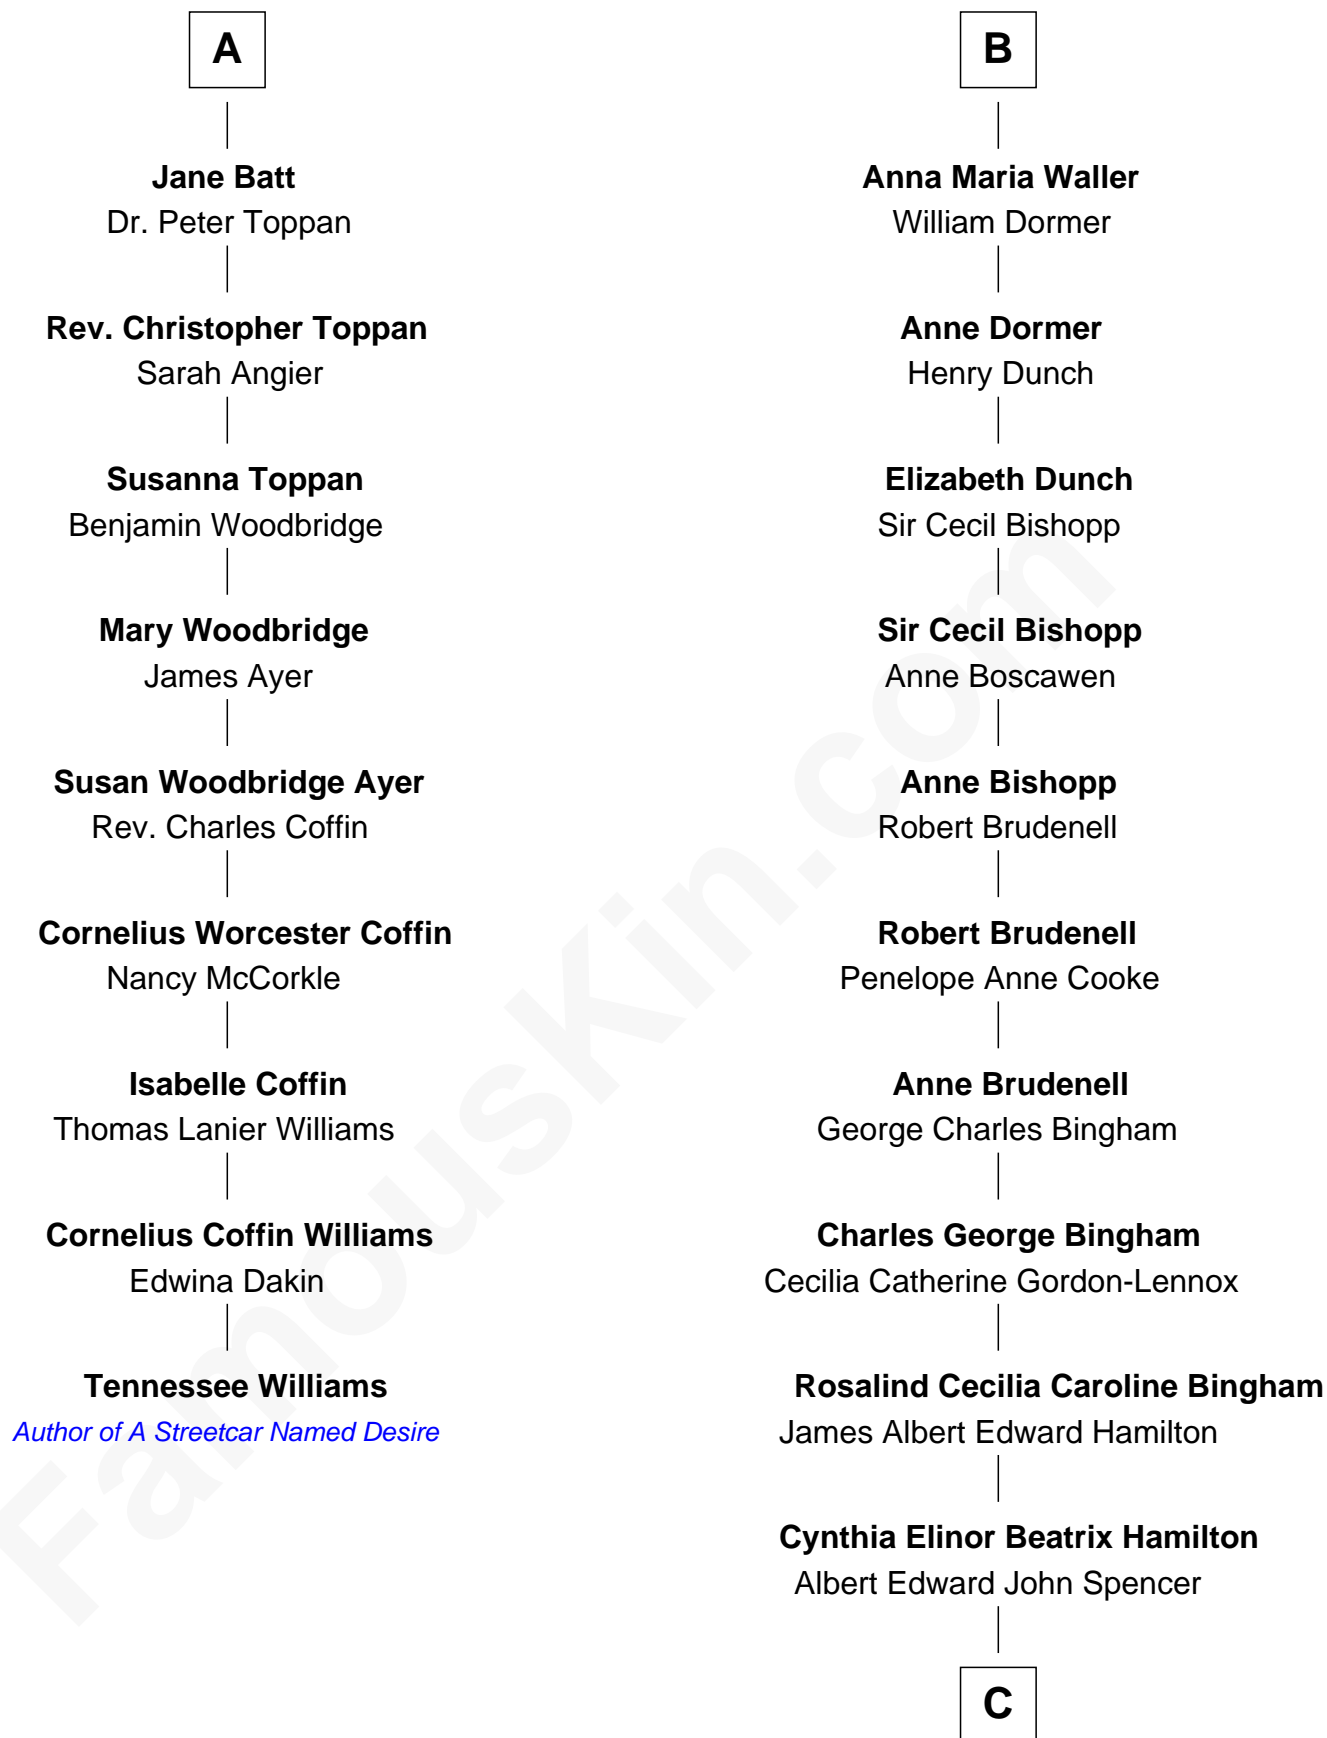 A
Jane Batt
Dr. Peter Toppan
Rev. Christopher Toppan
Sarah Angier
Susanna Toppan
Benjamin Woodbridge
Mary Woodbridge
James Ayer
Susan Woodbridge Ayer
Rev. Charles Coffin
Cornelius Worcester Coffin
Nancy McCorkle
Isabelle Coffin
Thomas Lanier Williams
Cornelius Coffin Williams
Edwina Dakin
Tennessee Williams
Author of A Streetcar Named Desire
B
Anna Maria Waller
William Dormer
Anne Dormer
Henry Dunch
Elizabeth Dunch
Sir Cecil Bishopp
Sir Cecil Bishopp
Anne Boscawen
Anne Bishopp
Robert Brudenell
Robert Brudenell
Penelope Anne Cooke
Anne Brudenell
George Charles Bingham
Charles George Bingham
Cecilia Catherine Gordon-Lennox
Rosalind Cecilia Caroline Bingham
James Albert Edward Hamilton
Cynthia Elinor Beatrix Hamilton
Albert Edward John Spencer
C
FamousKin.com